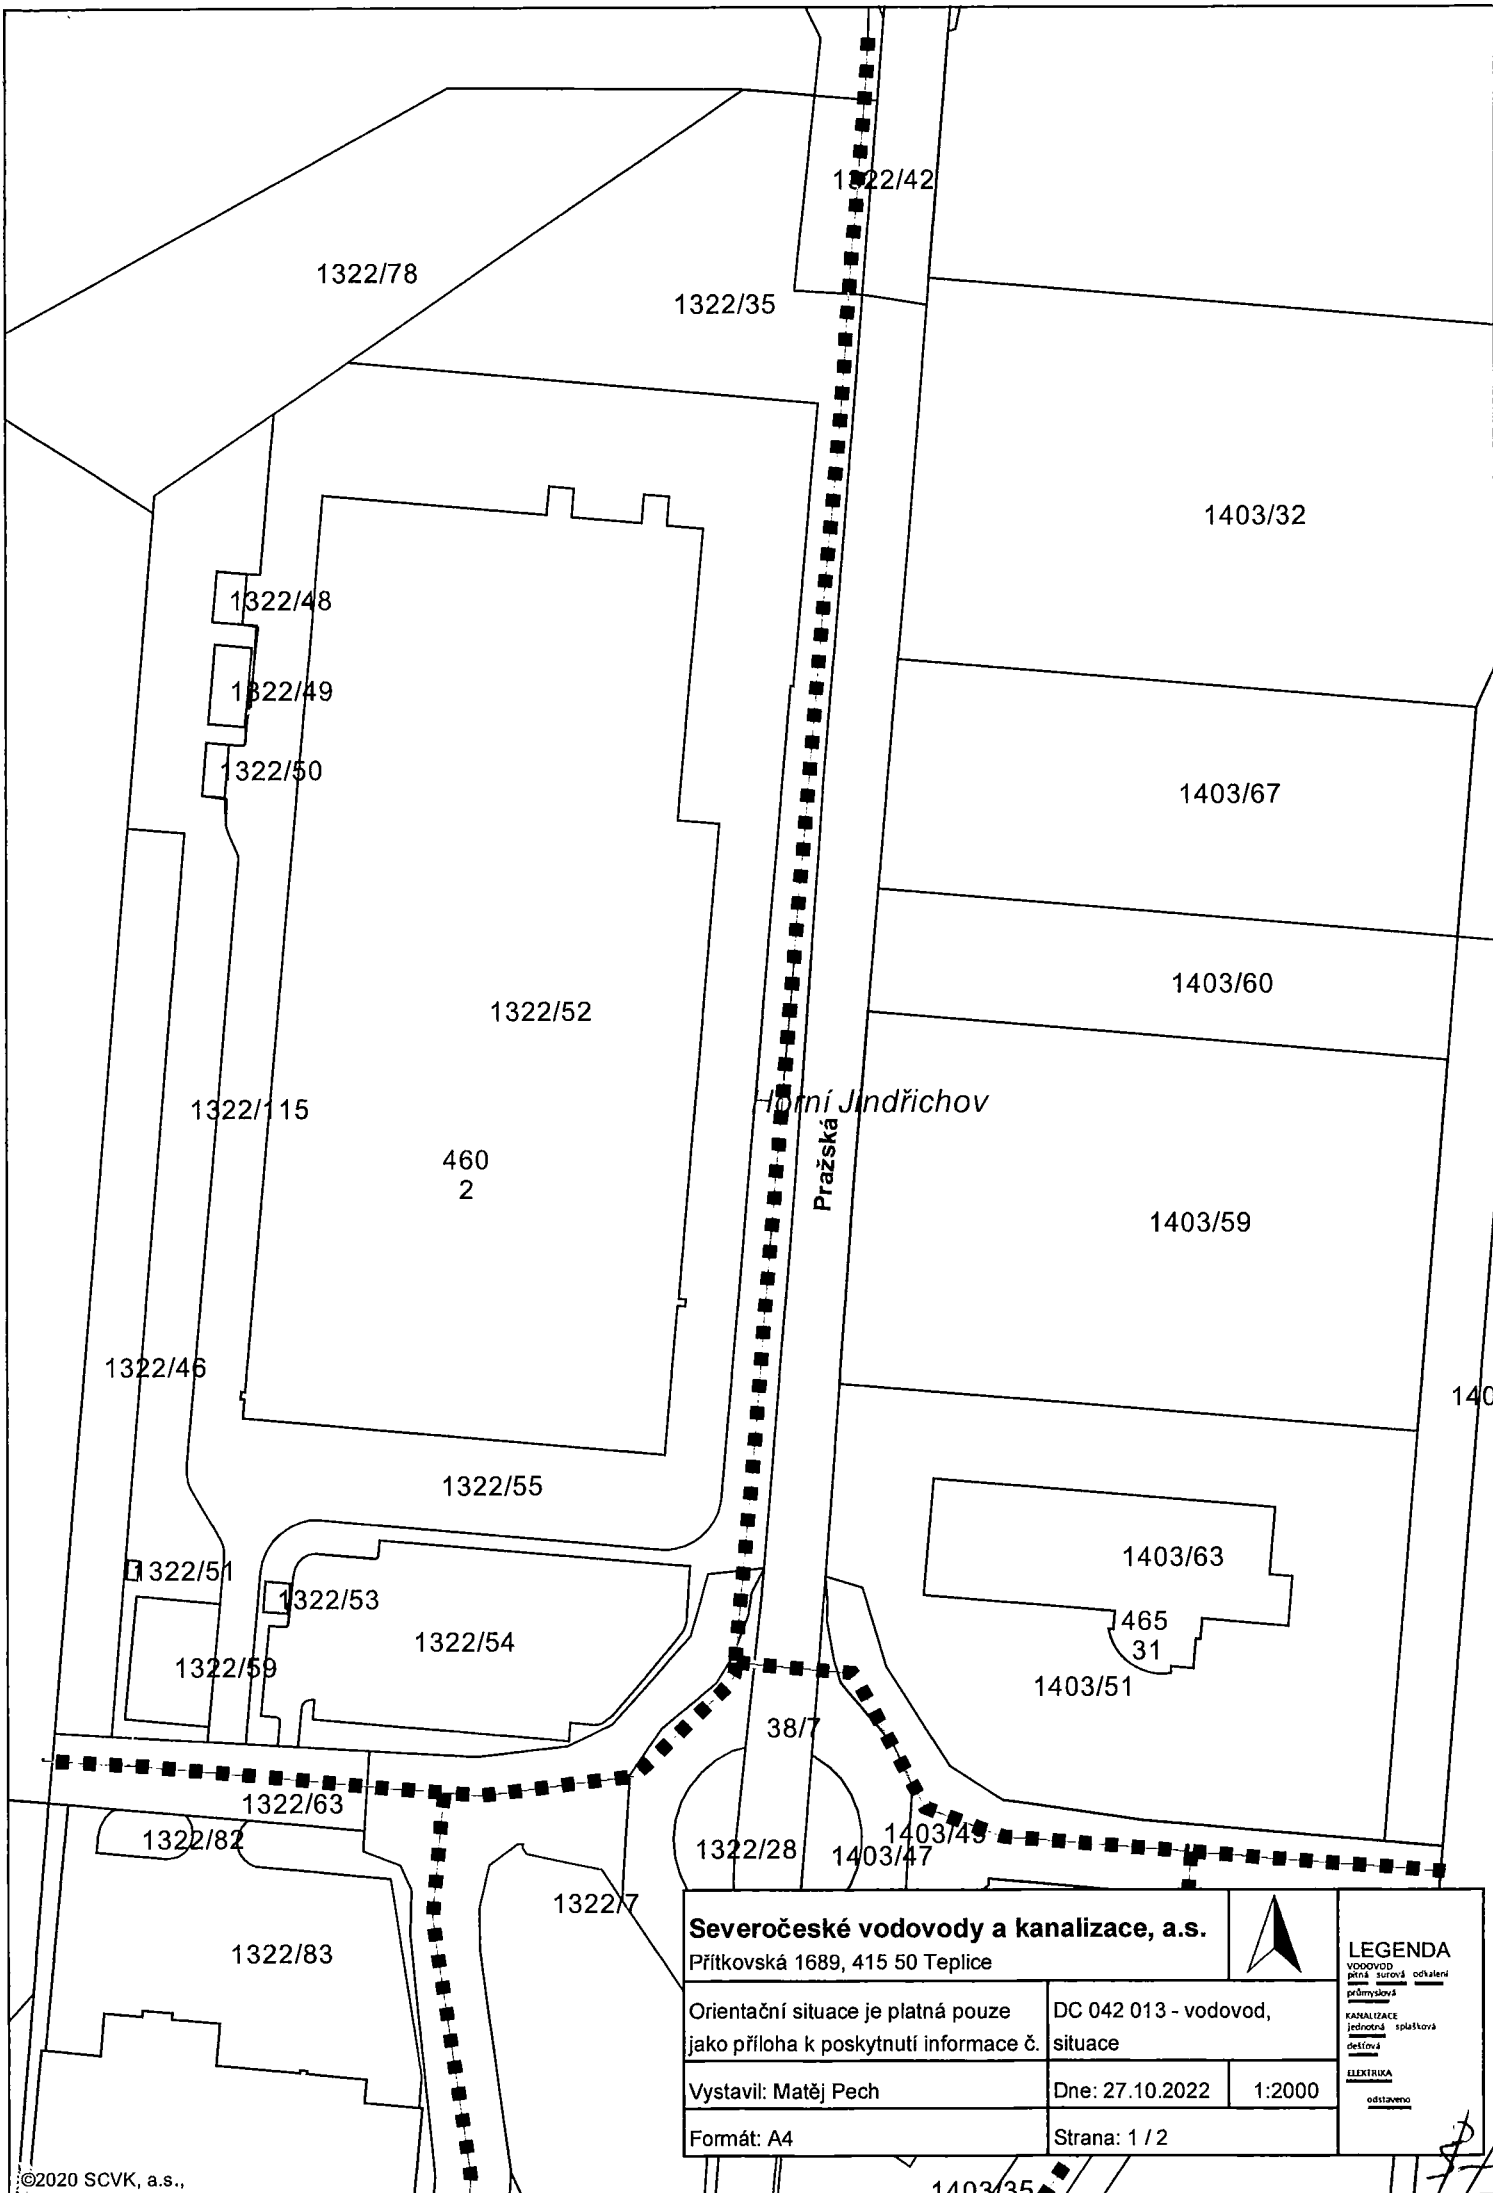 1322/42
1322/78
1322/35
1403/32
1322/48
1322/49
1322/50
1403/67
1403/60
1322/52
Horní Jindřichov
Pražská
1322/115
460
2
1403/59
1322/46
140
1322/55
1403/63
1322/51
1322/53
465
31
1322/54
1322/59
1403/51
38/7
1322/63
1322/82
1322/28
1403/47
1322/7
1322/83
Severočeské vodovody a kanalizace, a.s.
Přítkovská 1689, 415 50 Teplice
Orientační situace je platná pouze
jako příloha k poskytnutí informace č.
DC 042 013 - vodovod,
situace
Vystavil: Matěj Pech
Dne: 27.10.2022
1:2000
Formát: A4
Strana: 1 / 2
LEGENDA
VODOVOD
pitná surová odkalení
průmyslová
KANALIZACE
jednotná splašková
dešťová
ELEKTRIKA
odstaveno
1403/35
©2020 SCVK, a.s.,